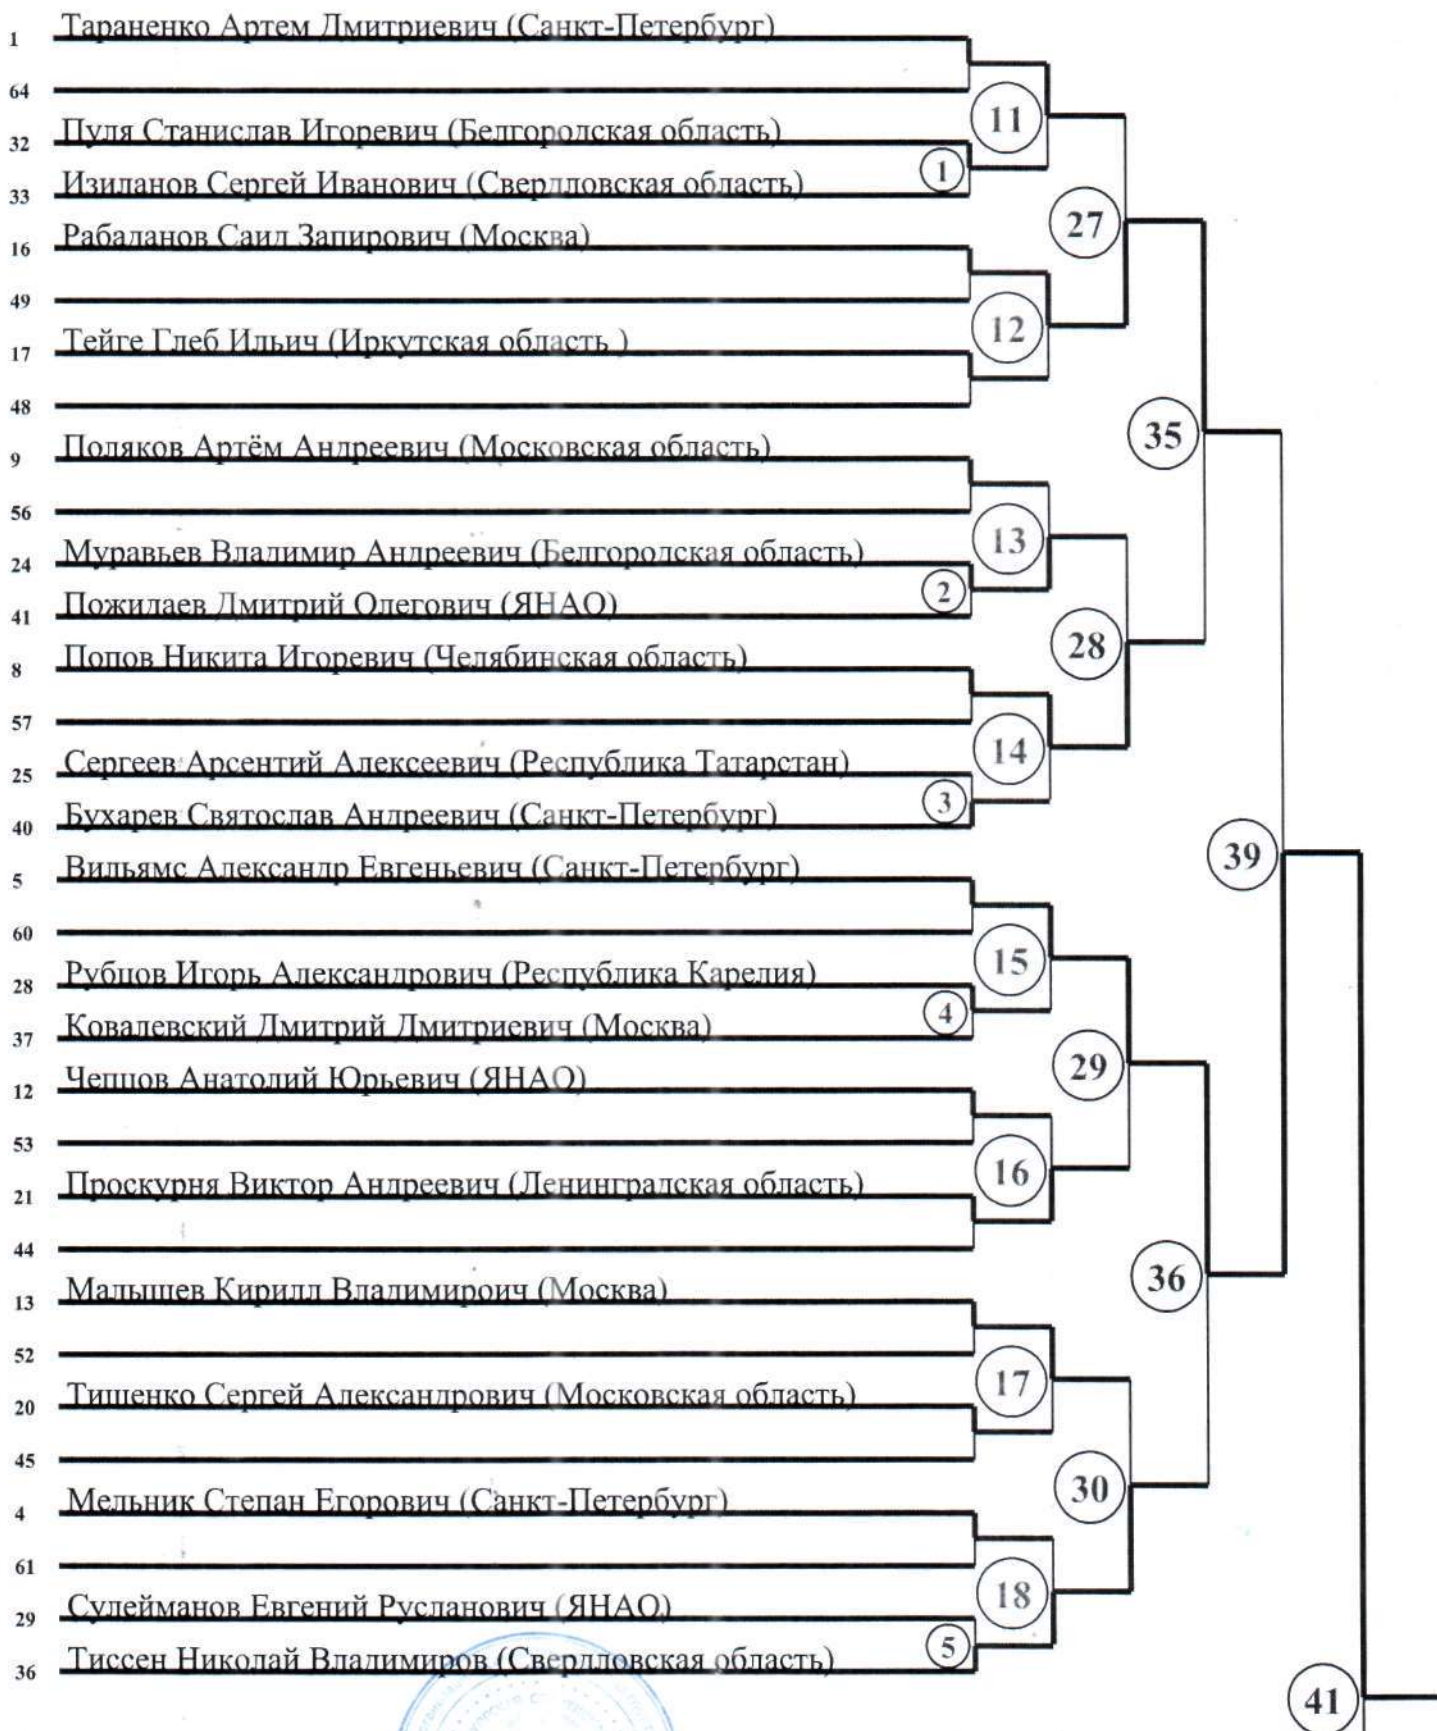 1 Тараненко Артем Дмитриевич (Санкт-Петербург)
64
11
32 Пуля Станислав Игоревич (Белгородская область)
1
33 Изиланов Сергей Иванович (Свердловская область)
27
16 Рабаданов Саид Запирович (Москва)
49
12
17 Тейге Глеб Ильич (Иркутская область )
48
35
9 Поляков Артём Андреевич (Московская область)
56
13
24 Муравьев Владимир Андреевич (Белгородская область)
2
41 Пожилаев Дмитрий Олегович (ЯНАО)
28
8 Попов Никита Игоревич (Челябинская область)
57
14
25 Сергеев Арсентий Алексеевич (Республика Татарстан)
3
40 Бухарев Святослав Андреевич (Санкт-Петербург)
39
5 Вильямс Александр Евгеньевич (Санкт-Петербург)
60
15
28 Рубцов Игорь Александрович (Республика Карелия)
4
37 Ковалевский Дмитрий Дмитриевич (Москва)
29
12 Чепцов Анатолий Юрьевич (ЯНАО)
53
16
21 Проскурня Виктор Андреевич (Ленинградская область)
44
36
13 Малышев Кирилл Владимироич (Москва)
52
17
20 Тищенко Сергей Александрович (Московская область)
45
30
4 Мельник Степан Егорович (Санкт-Петербург)
61
18
29 Сулейманов Евгений Русланович (ЯНАО)
5
36 Тиссен Николай Владимиров (Свердловская область)
41